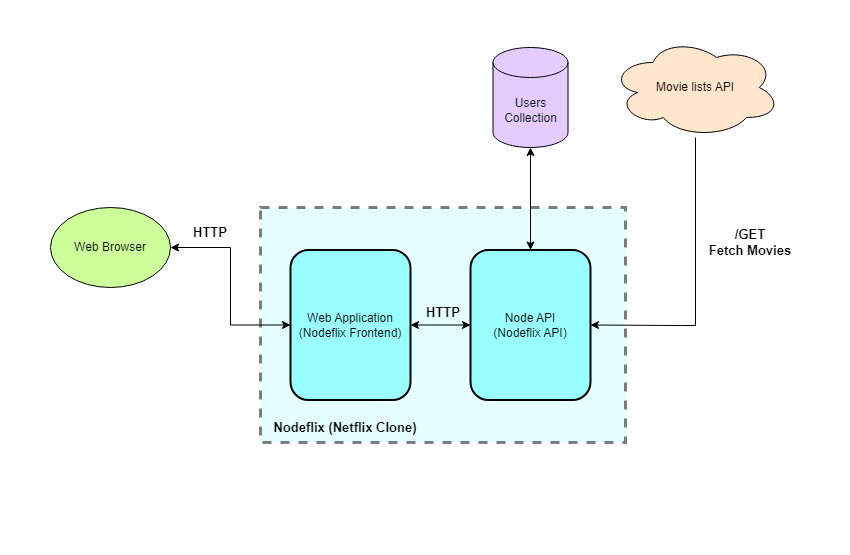 Users
Collection
Movie lists API
HTTP
Web Browser
/GET
Fetch Movies
Web Application
(Nodeflix Frontend)
HTTP
Node API
(Nodeflix API)
Nodeflix (Netflix Clone)